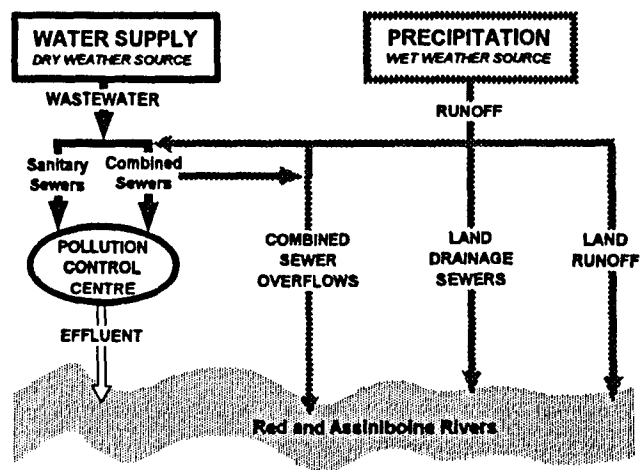 WATER SUPPLY
DRY WEATHER SOURCE
PRECIPITATION
WET WEATHER SOURCE
WASTEWATER
RUNOFF
Sanitary
Sewers
Combined
Sewers
POLLUTION
CONTROL
CENTRE
COMBINED
SEWER
OVERFLOWS
LAND
DRAINAGE
SEWERS
LAND
RUNOFF
EFFLUENT
Red and Assiniboine Rivers